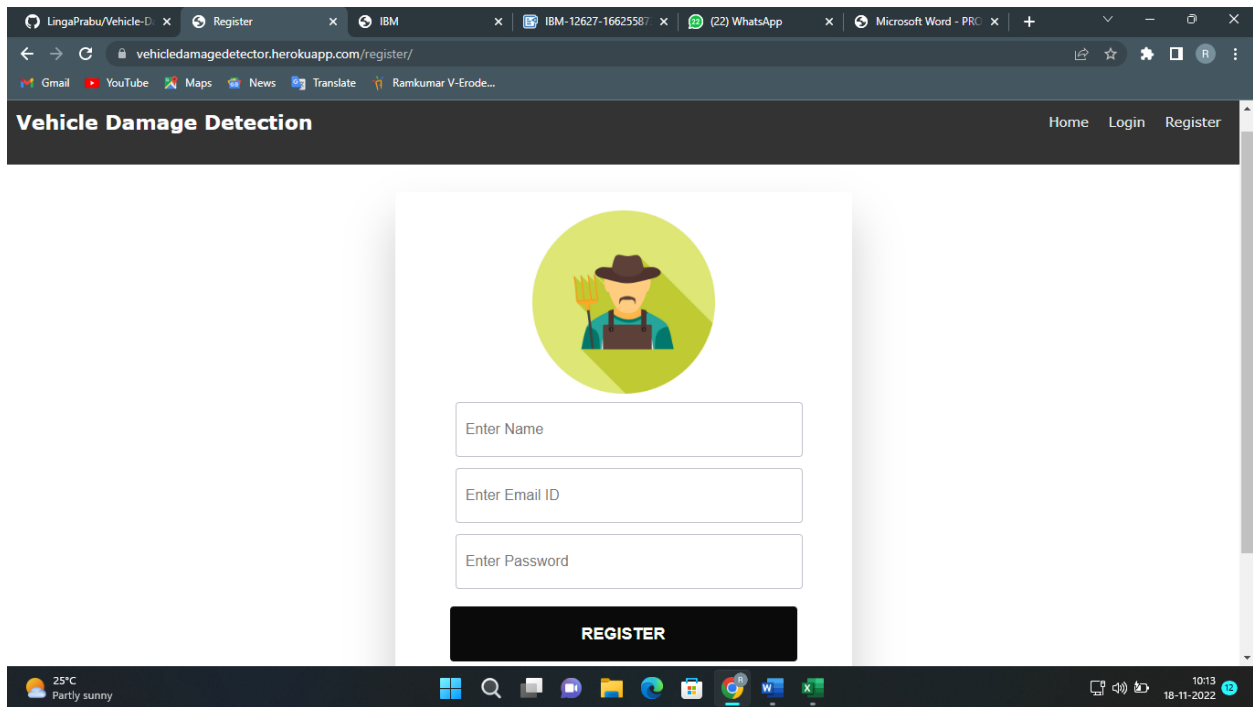 LingaPrabu/Vehicle-D
Register
IBM
IBM-12627-16625587
(22) WhatsApp
Microsoft Word - PRO
vehicledamagedetector.herokuapp.com/register/
R
Gmail
YouTube
Maps
News
Translate
Ramkumar V-Erode...
Vehicle Damage Detection
Home
Login
Register
Enter Name
Enter Email ID
Enter Password
REGISTER
25°C
Partly sunny
10:13
18-11-2022
12